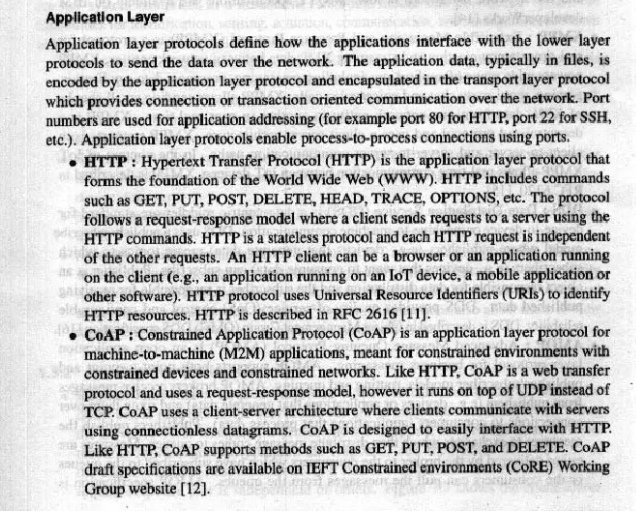 Application Layer
Application layer protocols define how the applications interface with the lower layer
protocols to send the data over the network. The application data, typically in files, is
encoded by the application layer protocol and encapsulated in the transport layer protocol
which provides connection or transaction oriented communication over the network. Port
numbers are used for application addressing (for example port 80 for HTTP, port 22 for SSH,
etc.). Application layer protocols enable process-to-process connections using ports.
• HTTP : Hypertext Transfer Protocol (HTTP) is the application layer protocol that
forms the foundation of the World Wide Web (WWW). HTTP includes commands
such as GET, PUT, POST, DELETE, HEAD, TRACE, OPTIONS, etc. The protocol
follows a request-response model where a client sends requests to a server using the
HTTP commands. HTTP is a stateless protocol and each HTTP request is independent
of the other requests. An HTTP client can be a browser or an application running
on the client (e.g., an application running on an IoT device, a mobile application or
other software). HTTP protocol uses Universal Resource Identifiers (URIs) to identify
HTTP resources. HTTP is described in RFC 2616 [11].
• CoAP : Constrained Application Protocol (CoAP) is an application layer protocol for
machine-to-machine (M2M) applications, meant for constrained environments with
constrained devices and constrained networks. Like HTTP, CoAP is a web transfer
protocol and uses a request-response model, however it runs on top of UDP instead of
TCP. CoAP uses a client-server architecture where clients communicate with servers
using connectionless datagrams. CoAP is designed to easily interface with HTTP.
Like HTTP, CoAP supports methods such as GET, PUT, POST, and DELETE. CoAP
draft specifications are available on IEFT Constrained environments (CoRE) Working
Group website [12].